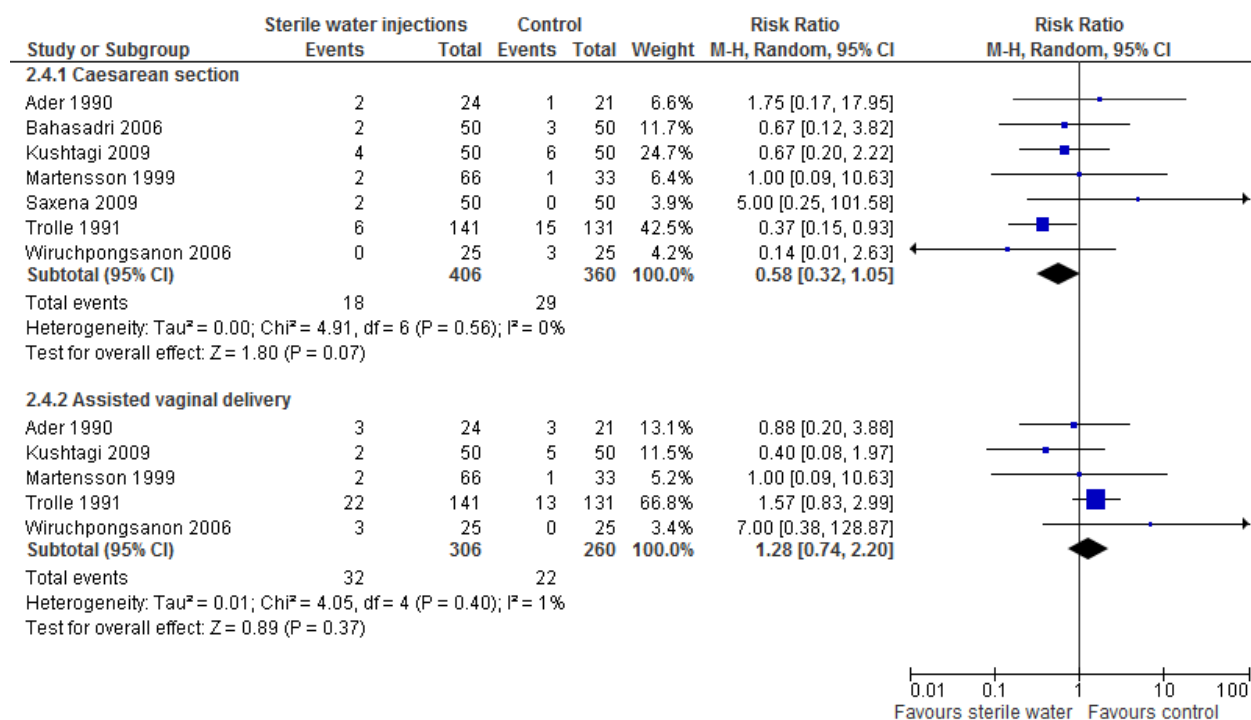 Sterile water injections Control Risk Ratio Risk Ratio
Study or Subgroup Events Total Events Total Weight M-H, Random, 95% CI M-H, Random, 95% CI
2.4.1 Caesarean section
Ader 1990 2 24 1 21 6.6% 1.75 [0.17, 17.95]
Bahasadri 2006 2 50 3 50 11.7% 0.67 [0.12, 3.82]
Kushtagi 2009 4 50 6 50 24.7% 0.67 [0.20, 2.22]
Martensson 1999 2 66 1 33 6.4% 1.00 [0.09, 10.63]
Saxena 2009 2 50 0 50 3.9% 5.00 [0.25, 101.58]
Trolle 1991 6 141 15 131 42.5% 0.37 [0.15, 0.93]
Wiruchpongsanon 2006 0 25 3 25 4.2% 0.14 [0.01, 2.63]
Subtotal (95% CI) 406 360 100.0% 0.58 [0.32, 1.05]
Total events 18 29
Heterogeneity: Tau² = 0.00; Chi² = 4.91, df = 6 (P = 0.56); I² = 0%
Test for overall effect: Z = 1.80 (P = 0.07)
2.4.2 Assisted vaginal delivery
Ader 1990 3 24 3 21 13.1% 0.88 [0.20, 3.88]
Kushtagi 2009 2 50 5 50 11.5% 0.40 [0.08, 1.97]
Martensson 1999 2 66 1 33 5.2% 1.00 [0.09, 10.63]
Trolle 1991 22 141 13 131 66.8% 1.57 [0.83, 2.99]
Wiruchpongsanon 2006 3 25 0 25 3.4% 7.00 [0.38, 128.87]
Subtotal (95% CI) 306 260 100.0% 1.28 [0.74, 2.20]
Total events 32 22
Heterogeneity: Tau² = 0.01; Chi² = 4.05, df = 4 (P = 0.40); I² = 1%
Test for overall effect: Z = 0.89 (P = 0.37)
0.01 0.1 1 10 100
Favours sterile water Favours control